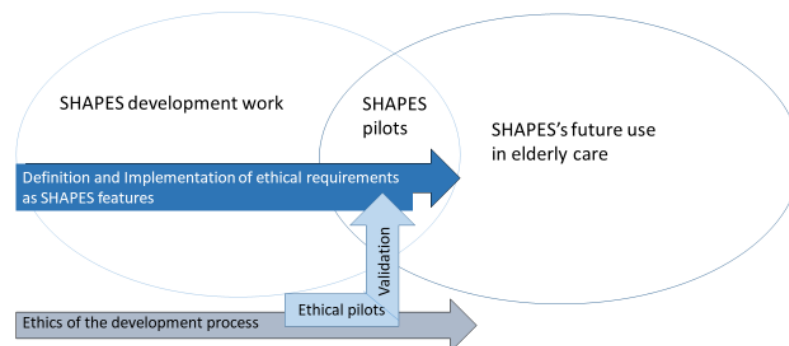 SHAPES development work
SHAPES
pilots
SHAPES's future use
in elderly care
Definition and Implementation of ethical requirements
as SHAPES features
Validation
Ethical pilots
Ethics of the development process